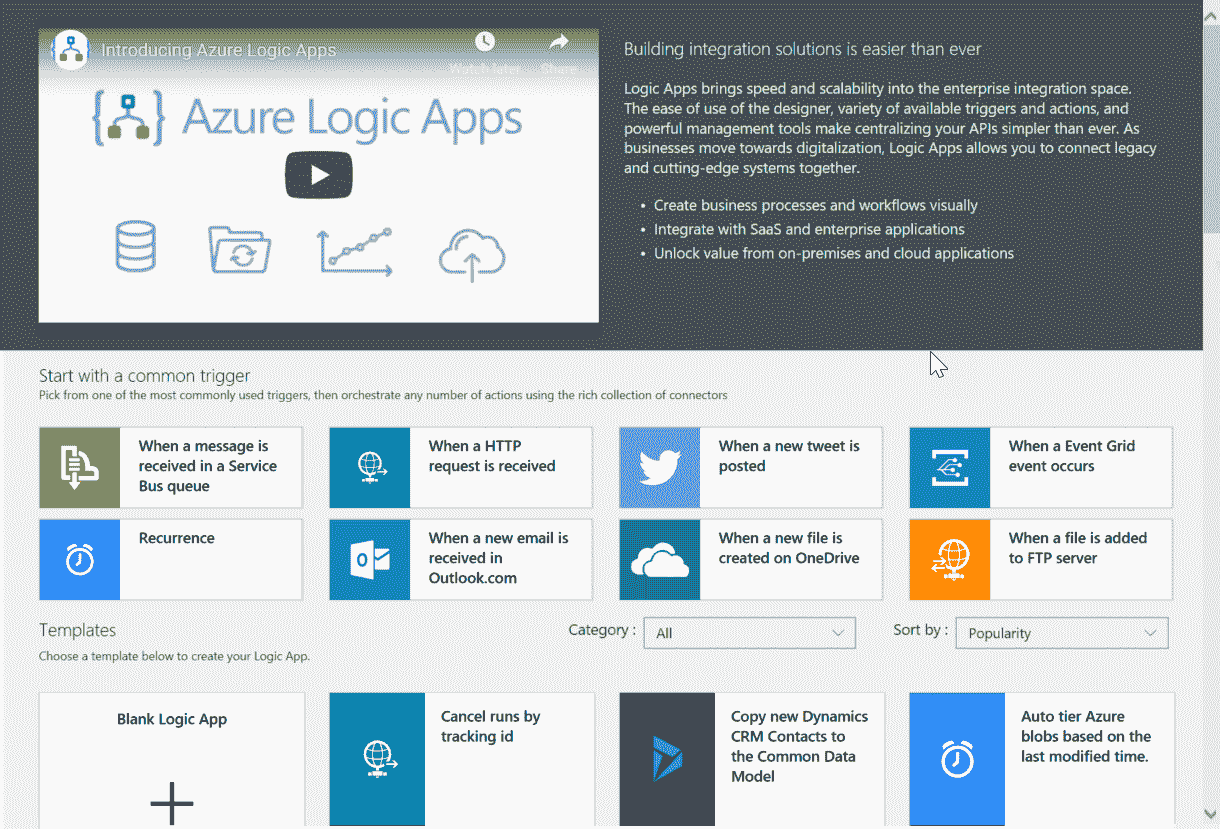 Introducing Azure Logic Apps
Watch later
Share
Azure Logic Apps
Building integration solutions is easier than ever
Logic Apps brings speed and scalability into the enterprise integration space.
The ease of use of the designer, variety of available triggers and actions, and
powerful management tools make centralizing your APIs simpler than ever. As
businesses move towards digitalization, Logic Apps allows you to connect legacy
and cutting-edge systems together.
• Create business processes and workflows visually
• Integrate with SaaS and enterprise applications
• Unlock value from on-premises and cloud applications
Start with a common trigger
Pick from one of the most commonly used triggers, then orchestrate any number of actions using the rich collection of connectors
When a message is
received in a Service
Bus queue
When a HTTP
request is received
When a new tweet is
posted
When a Event Grid
event occurs
Recurrence
When a new email is
received in
Outlook.com
When a new file is
created on OneDrive
When a file is added
to FTP server
Templates
Category :
All
Sort by :
Popularity
Choose a template below to create your Logic App.
Blank Logic App
Cancel runs by
tracking id
Copy new Dynamics
CRM Contacts to
the Common Data
Model
Auto tier Azure
blobs based on the
last modified time.